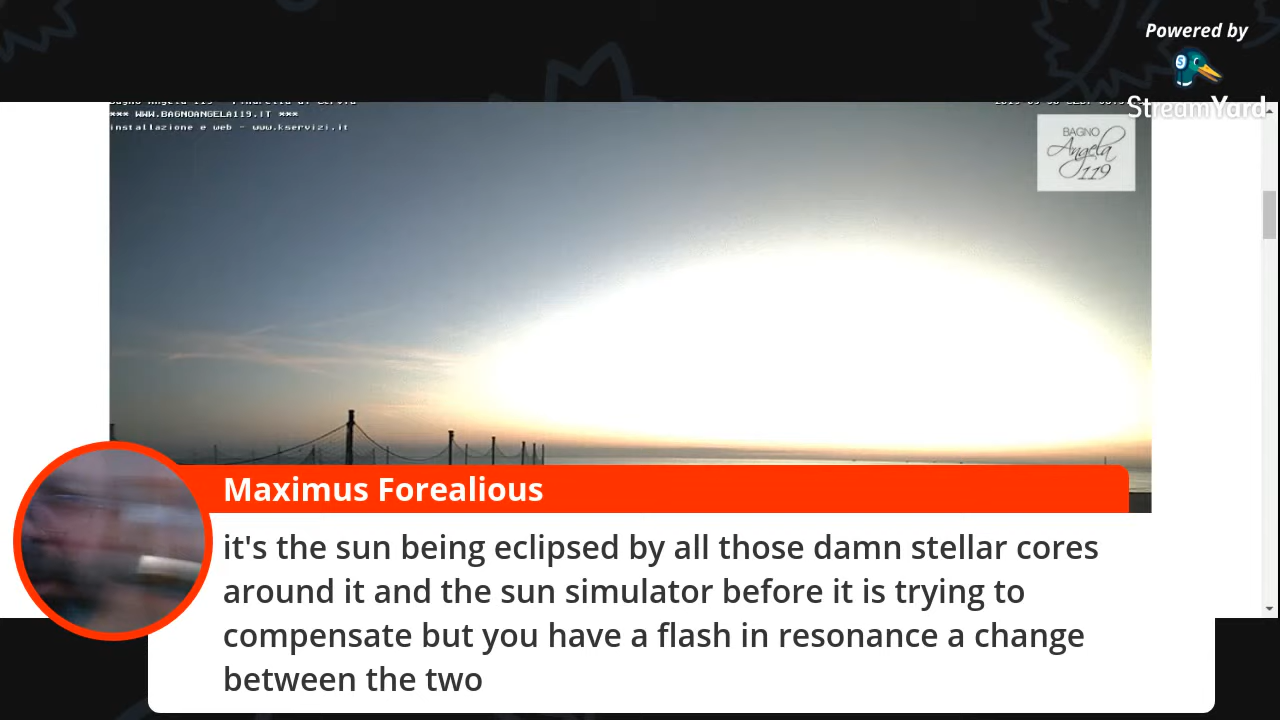 Powered by
StreamYard
*** WWW.BAGNOANGELA119.IT ***
installazione e web - www.kservizi.it
BAGNO
Angela
119
Maximus Forealious
it's the sun being eclipsed by all those damn stellar cores
around it and the sun simulator before it is trying to
compensate but you have a flash in resonance a change
between the two